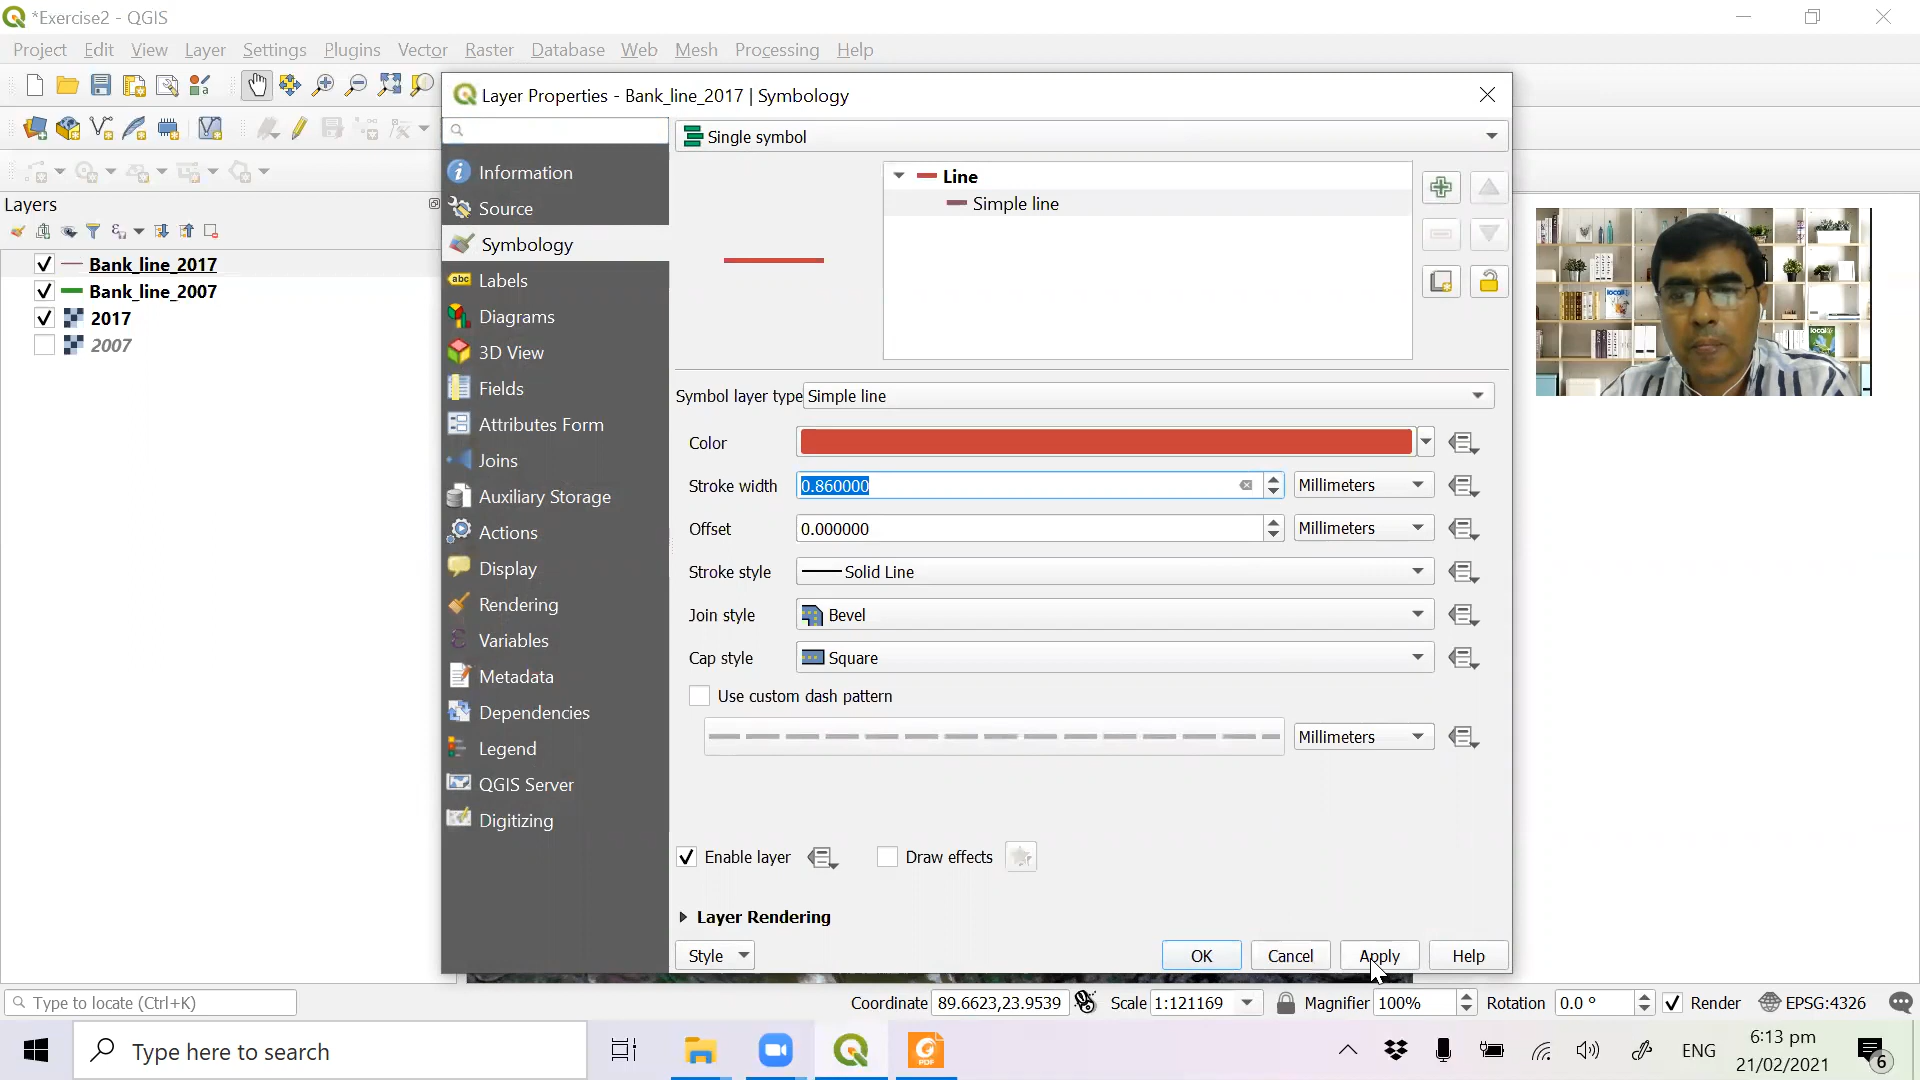 *Exercise2 - QGIS
Project Edit View Layer Settings Plugins Vector Raster Database Web Mesh Processing Help
Layer Properties - Bank_line_2017 | Symbology
Single symbol
Information
Source
Symbology
Labels
Diagrams
3D View
Fields
Attributes Form
Joins
Auxiliary Storage
Actions
Display
Rendering
Variables
Metadata
Dependencies
Legend
QGIS Server
Digitizing
Layers
Bank_line_2017
Bank_line_2007
2017
2007
Line
Simple line
Symbol layer type Simple line
Color
Stroke width 0.860000 Millimeters
Offset 0.000000 Millimeters
Stroke style Solid Line
Join style Bevel
Cap style Square
Use custom dash pattern
Millimeters
Enable layer Draw effects
Layer Rendering
Style OK Cancel Apply Help
Type to locate (Ctrl+K) Coordinate 89.6623,23.9539 Scale 1:121169 Magnifier 100% Rotation 0.0 ° Render EPSG:4326
Type here to search
ENG
6:13 pm
21/02/2021
6
abc
PDF